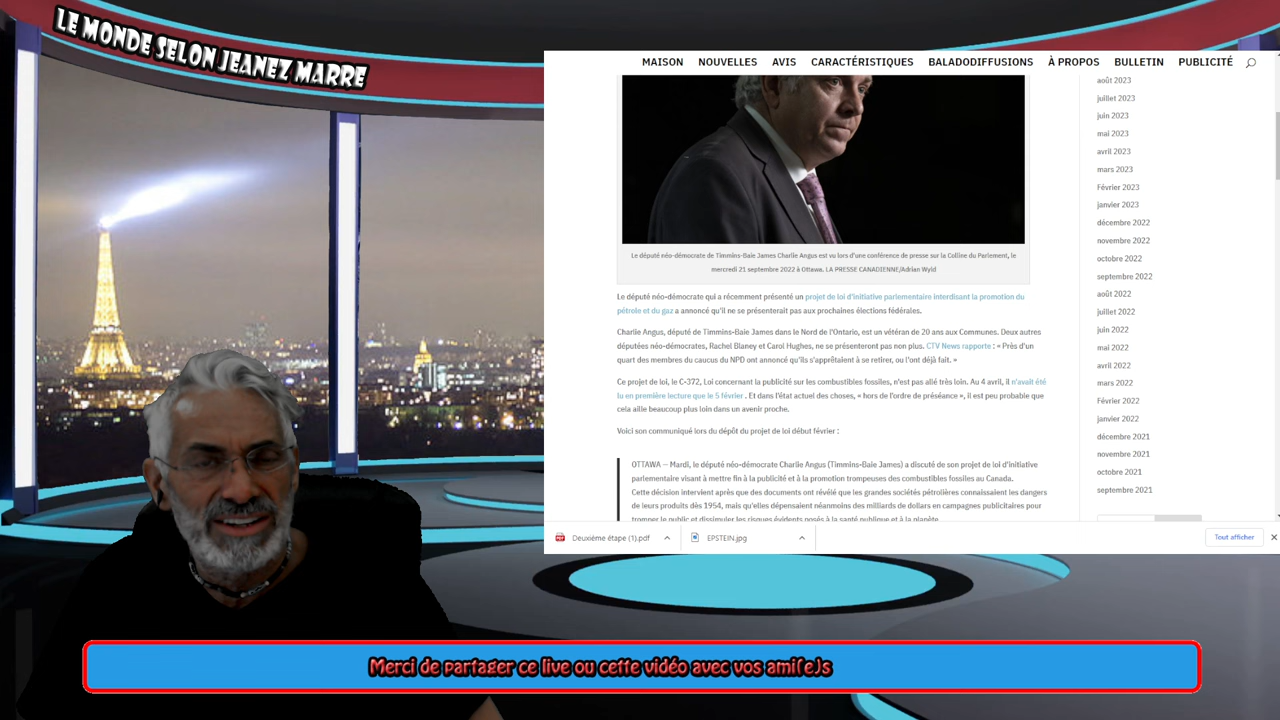 LE MONDE SELON JEANEZ MARRE
MAISON NOUVELLES AVIS CARACTÉRISTIQUES BALADODIFFUSIONS À PROPOS BULLETIN PUBLICITÉ
Le député néo-démocrate de Timmins-Baie James Charlie Angus est vu lors d'une conférence de presse sur la Colline du Parlement, le
mercredi 21 septembre 2022 à Ottawa. LA PRESSE CANADIENNE/Adrian Wyld
Le député néo-démocrate qui a récemment présenté un projet de loi d'initiative parlementaire interdisant la promotion du
pétrole et du gaz a annoncé qu'il ne se présenterait pas aux prochaines élections fédérales.
Charlie Angus, député de Timmins-Baie James dans le Nord de l'Ontario, est un vétéran de 20 ans aux Communes. Deux autres
députées néo-démocrates, Rachel Blaney et Carol Hughes, ne se présenteront pas non plus. CTV News rapporte : « Près d'un
quart des membres du caucus du NPD ont annoncé qu'ils s'apprêtaient à se retirer, ou l'ont déjà fait. »
Ce projet de loi, le C-372, Loi concernant la publicité sur les combustibles fossiles, n'est pas allé très loin. Au 4 avril, il n'avait été
lu en première lecture que le 5 février . Et dans l'état actuel des choses, « hors de l'ordre de préséance », il est peu probable que
cela aille beaucoup plus loin dans un avenir proche.
Voici son communiqué lors du dépôt du projet de loi début février :
OTTAWA — Mardi, le député néo-démocrate Charlie Angus (Timmins-Baie James) a discuté de son projet de loi d'initiative
parlementaire visant à mettre fin à la publicité et à la promotion trompeuses des combustibles fossiles au Canada.
Cette décision intervient après que des documents ont révélé que les grandes sociétés pétrolières connaissaient les dangers
de leurs produits dès 1954, mais qu'elles dépensaient néanmoins des milliards de dollars en campagnes publicitaires pour
tromper le public et dissimuler les risques évidents posés à la santé publique et à la planète
août 2023
juillet 2023
juin 2023
mai 2023
avril 2023
mars 2023
Février 2023
janvier 2023
décembre 2022
novembre 2022
octobre 2022
septembre 2022
août 2022
juillet 2022
juin 2022
mai 2022
avril 2022
mars 2022
Février 2022
janvier 2022
décembre 2021
novembre 2021
octobre 2021
septembre 2021
Deuxième étape (1).pdf
EPSTEIN.jpg
Tout afficher
Merci de partager ce live ou cette vidéo avec vos ami(e)s